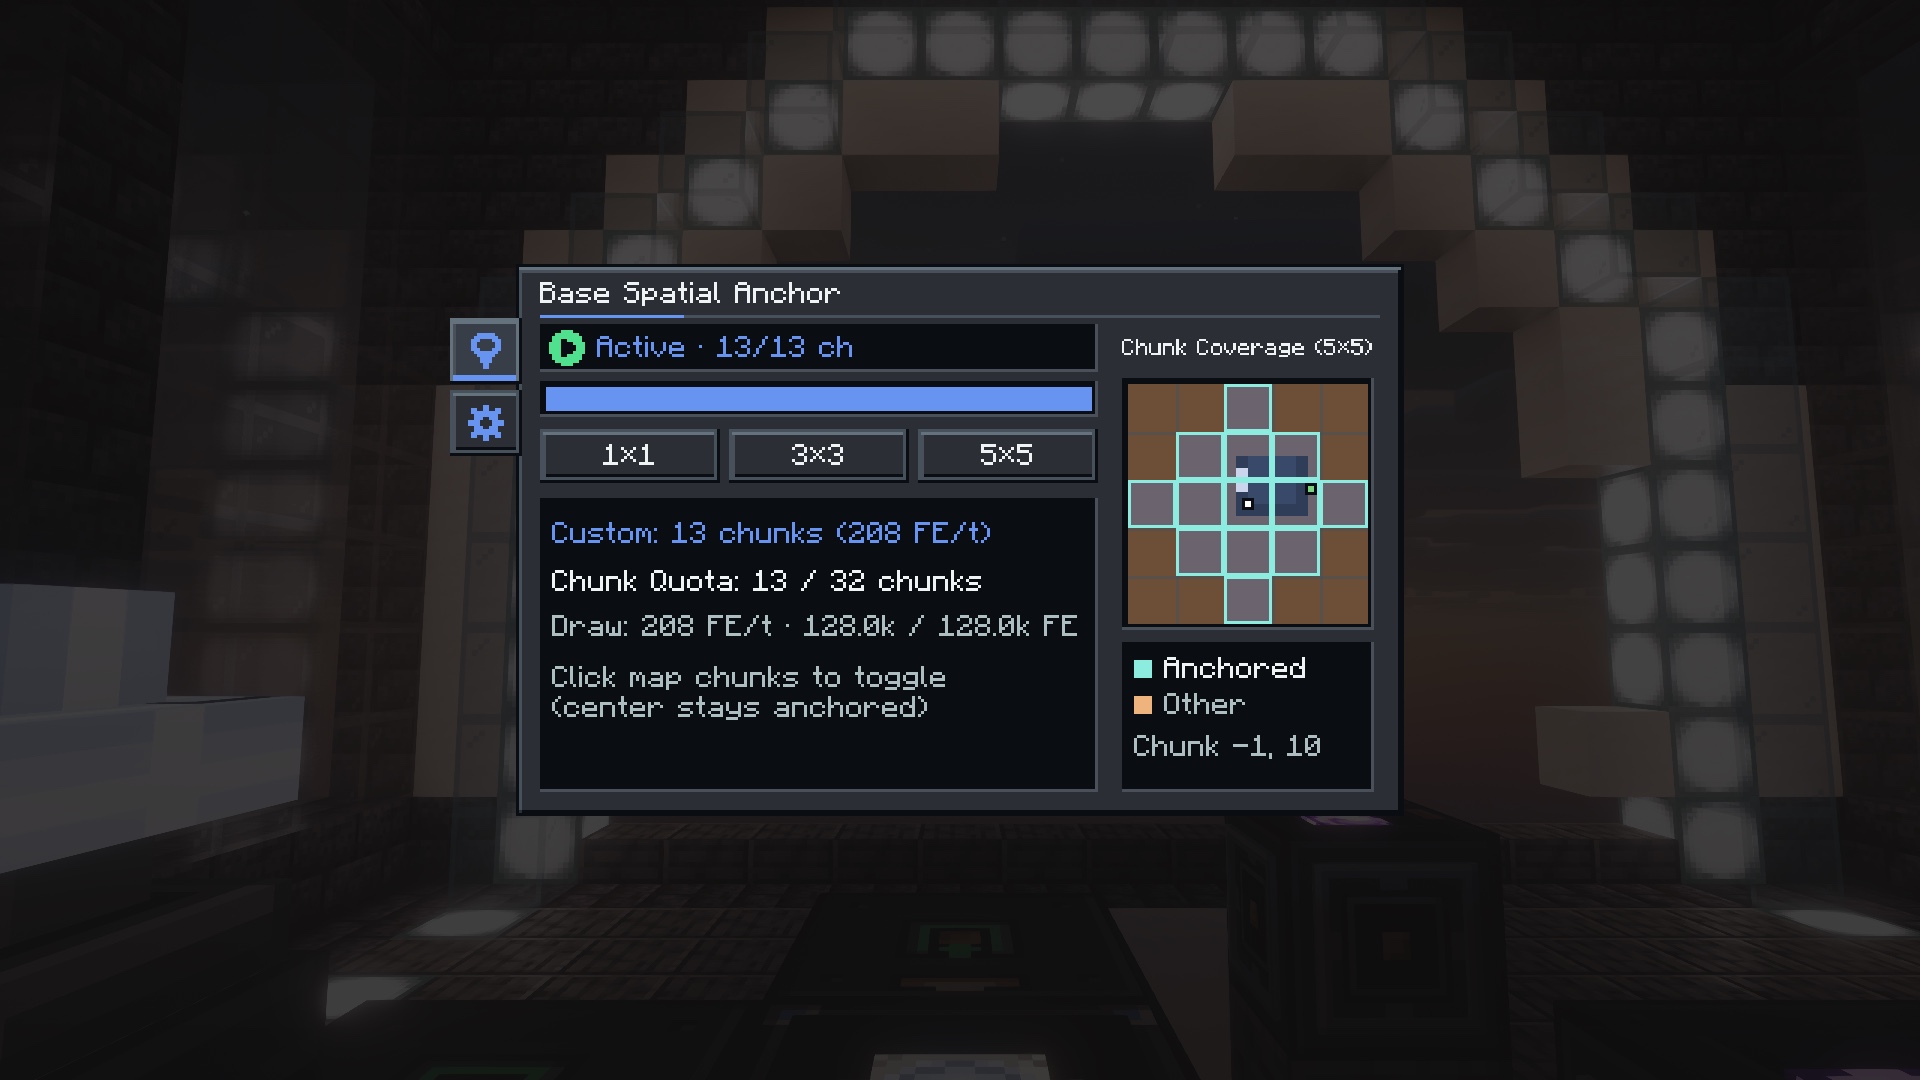 Base Spatial Anchor
Active · 13/13 ch
1×1
3×3
5×5
Custom: 13 chunks (208 FE/t)
Chunk Quota: 13 / 32 chunks
Draw: 208 FE/t · 128.0k / 128.0k FE
Click map chunks to toggle
(center stays anchored)
Chunk Coverage (5×5)
Anchored
Other
Chunk -1, 10